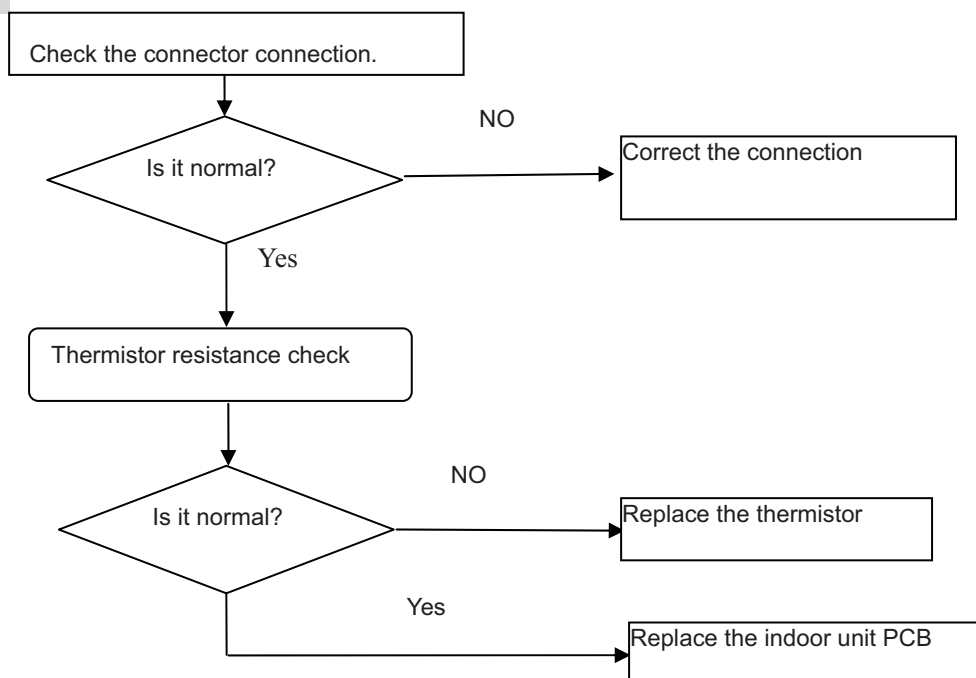 Check the connector connection.
NO
Correct the connection
Is it normal?
Yes
Thermistor resistance check
NO
Is it normal?
Replace the thermistor
Yes
Replace the indoor unit PCB